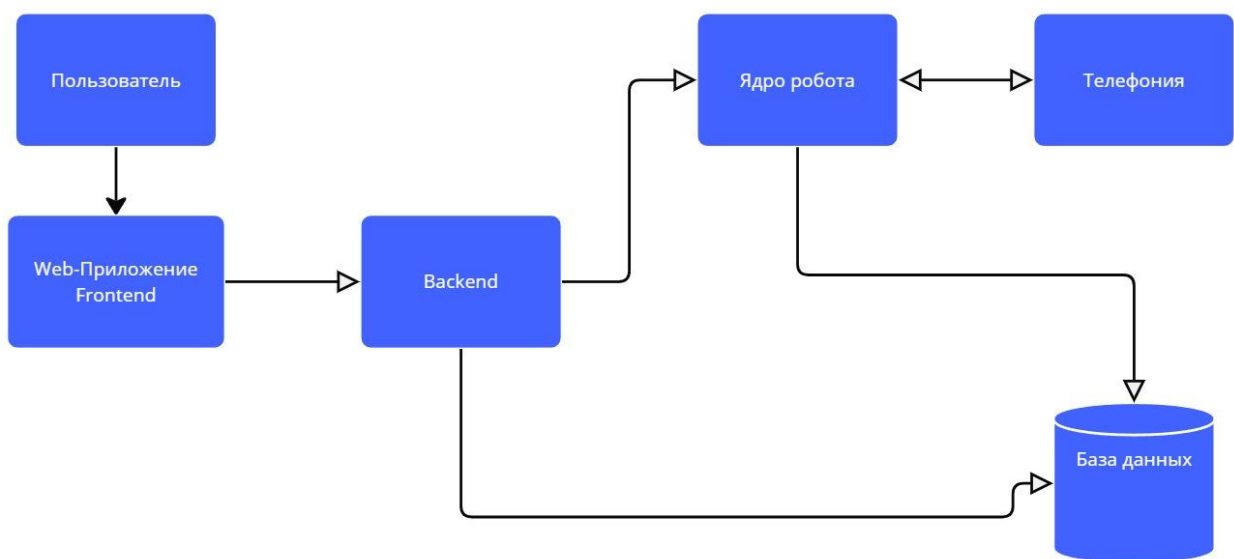 Пользователь
Ядро робота
Телефония
Web-Приложение
Frontend
Backend
База данных